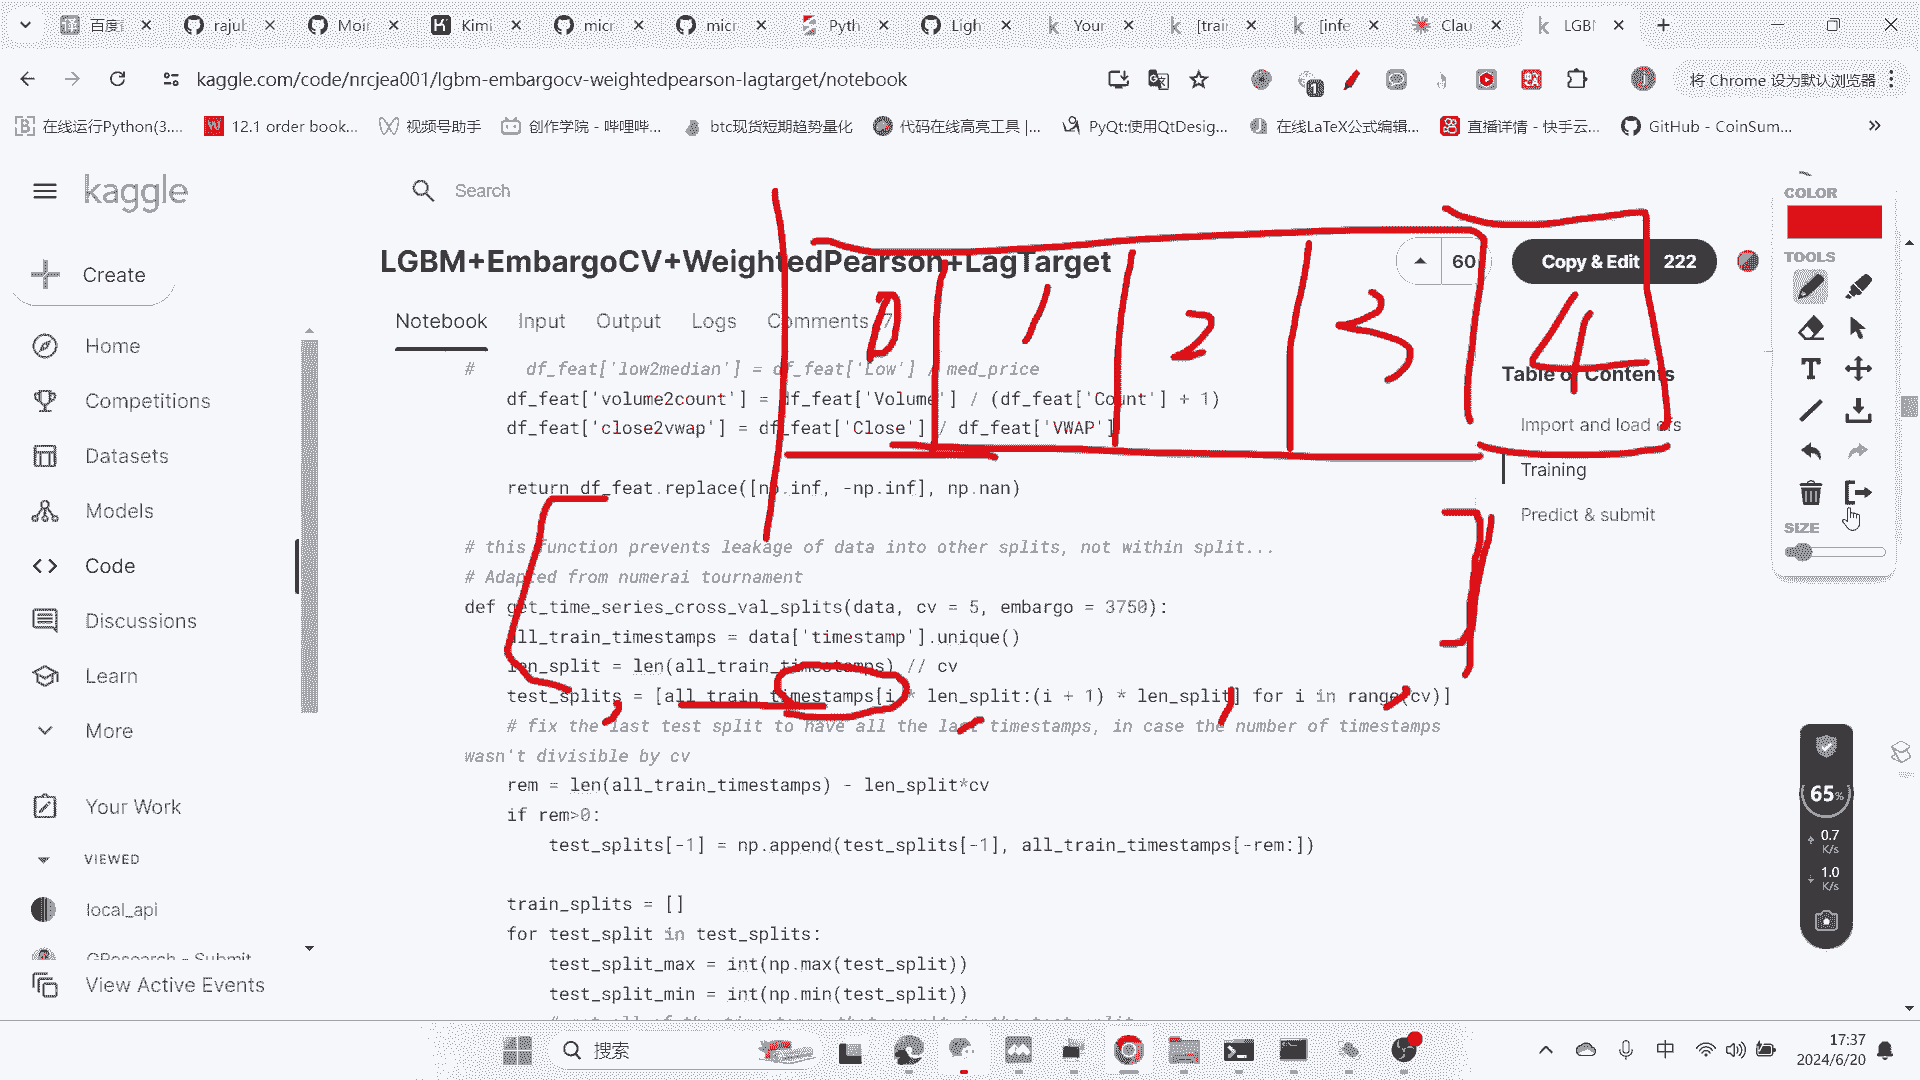 百度
rajul
Moir
Kimi
micr
micr
Pyth
Ligh
Your
[trai
[infe
Clau
LGBM
kaggle.com/code/nrcjea001/lgbm-embargocv-weightedpearson-lagtarget/notebook
将 Chrome 设为默认浏览器
在线运行Python(3....
12.1 order book...
视频号助手
创作学院 - 哔哩哔...
btc现货短期趋势量化
代码在线高亮工具 |...
PyQt:使用QtDesig...
在线LaTeX公式编辑...
直播详情 - 快手云...
GitHub - CoinSum...
kaggle
Search
COLOR
TOOLS
SIZE
Create
Home
Competitions
Datasets
Models
Code
Discussions
Learn
More
Your Work
VIEWED
local_api
GResearch - Submit
View Active Events
LGBM+EmbargoCV+WeightedPearson+LagTarget
60
Copy & Edit 222
Notebook Input Output Logs Comments 7
0 1 2 3 4
# df_feat['low2median'] = df_feat['Low'] / med_price
df_feat['volume2count'] = df_feat['Volume'] / (df_feat['Count'] + 1)
df_feat['close2vwap'] = df_feat['Close'] / df_feat['VWAP']
return df_feat.replace([np.inf, -np.inf], np.nan)
# this function prevents leakage of data into other splits, not within split...
# Adapted from numerai tournament
def get_time_series_cross_val_splits(data, cv = 5, embargo = 3750):
all_train_timestamps = data['timestamp'].unique()
len_split = len(all_train_timestamps) // cv
test_splits = [all_train_timestamps[i * len_split:(i + 1) * len_split] for i in range(cv)]
# fix the last test split to have all the last timestamps, in case the number of timestamps
wasn't divisible by cv
rem = len(all_train_timestamps) - len_split*cv
if rem>0:
test_splits[-1] = np.append(test_splits[-1], all_train_timestamps[-rem:])
train_splits = []
for test_split in test_splits:
test_split_max = int(np.max(test_split))
test_split_min = int(np.min(test_split))
Table of Contents
Import and load
Training
Predict & submit
65%
0.7
K/s
1.0
K/s
搜索
中
17:37
2024/6/20